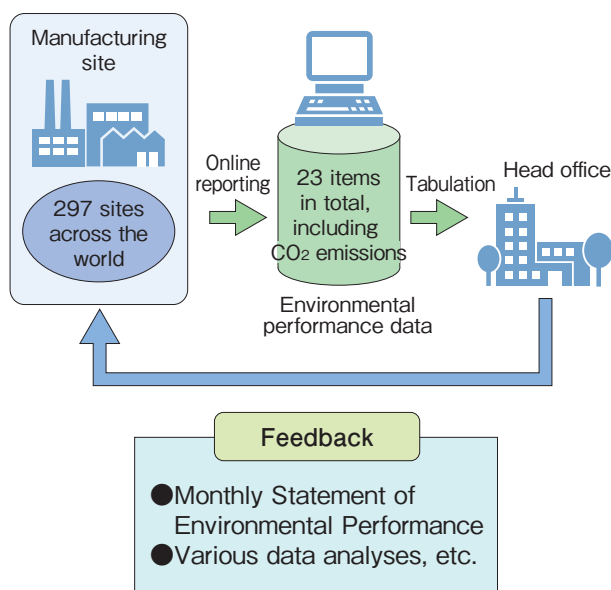 Manufacturing
site
297 sites
across the
world
Online
reporting
23 items
in total,
including
CO₂ emissions
Environmental
performance data
Tabulation
Head office
Feedback
●Monthly Statement of
Environmental Performance
●Various data analyses, etc.